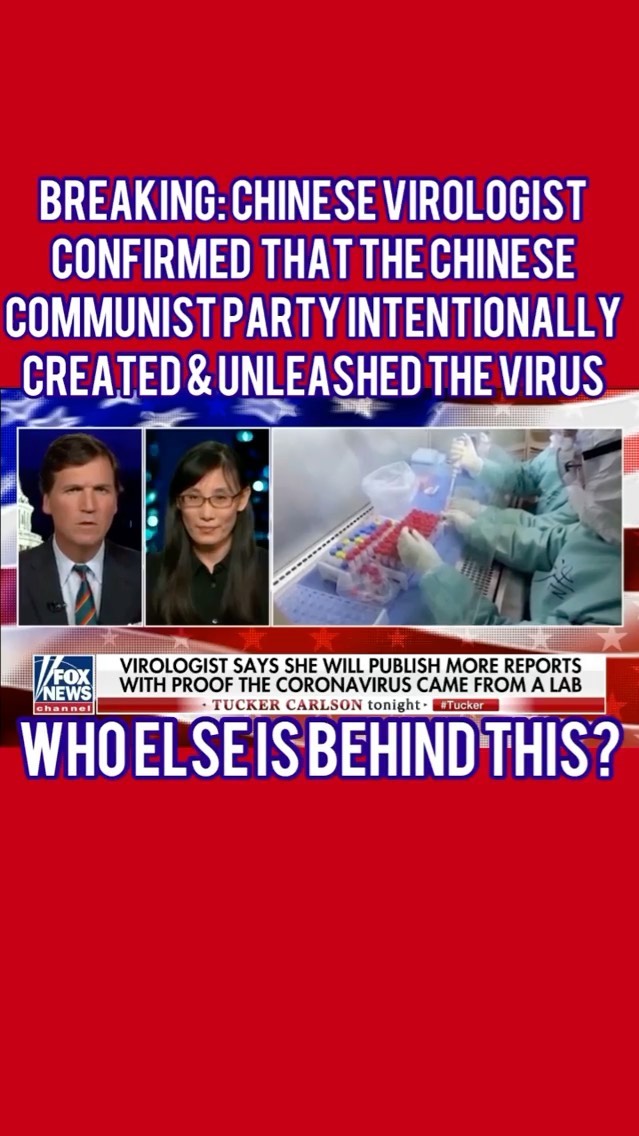 BREAKING: CHINESE VIROLOGIST
CONFIRMED THAT THE CHINESE
COMMUNIST PARTY INTENTIONALLY
CREATED & UNLEASHED THE VIRUS
FOX
NEWS
channel
VIROLOGIST SAYS SHE WILL PUBLISH MORE REPORTS
WITH PROOF THE CORONAVIRUS CAME FROM A LAB
· TUCKER CARLSON tonight · #Tucker
WHO ELSE IS BEHIND THIS?